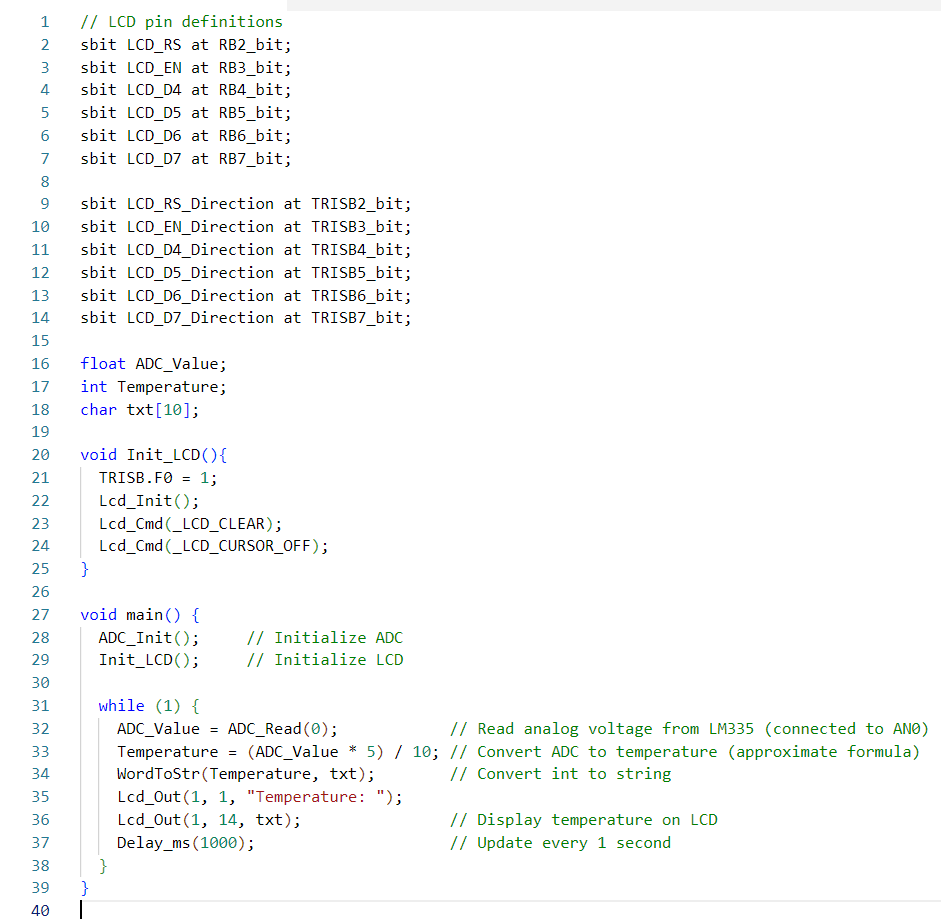 1 // LCD pin definitions
2 sbit LCD_RS at RB2_bit;
3 sbit LCD_EN at RB3_bit;
4 sbit LCD_D4 at RB4_bit;
5 sbit LCD_D5 at RB5_bit;
6 sbit LCD_D6 at RB6_bit;
7 sbit LCD_D7 at RB7_bit;
8
9 sbit LCD_RS_Direction at TRISB2_bit;
10 sbit LCD_EN_Direction at TRISB3_bit;
11 sbit LCD_D4_Direction at TRISB4_bit;
12 sbit LCD_D5_Direction at TRISB5_bit;
13 sbit LCD_D6_Direction at TRISB6_bit;
14 sbit LCD_D7_Direction at TRISB7_bit;
15
16 float ADC_Value;
17 int Temperature;
18 char txt[10];
19
20 void Init_LCD(){
21   TRISB.F0 = 1;
22   Lcd_Init();
23   Lcd_Cmd(_LCD_CLEAR);
24   Lcd_Cmd(_LCD_CURSOR_OFF);
25 }
26
27 void main() {
28   ADC_Init();     // Initialize ADC
29   Init_LCD();     // Initialize LCD
30
31   while (1) {
32     ADC_Value = ADC_Read(0);            // Read analog voltage from LM335 (connected to AN0)
33     Temperature = (ADC_Value * 5) / 10; // Convert ADC to temperature (approximate formula)
34     WordToStr(Temperature, txt);        // Convert int to string
35     Lcd_Out(1, 1, "Temperature: ");
36     Lcd_Out(1, 14, txt);                // Display temperature on LCD
37     Delay_ms(1000);                     // Update every 1 second
38   }
39 }
40